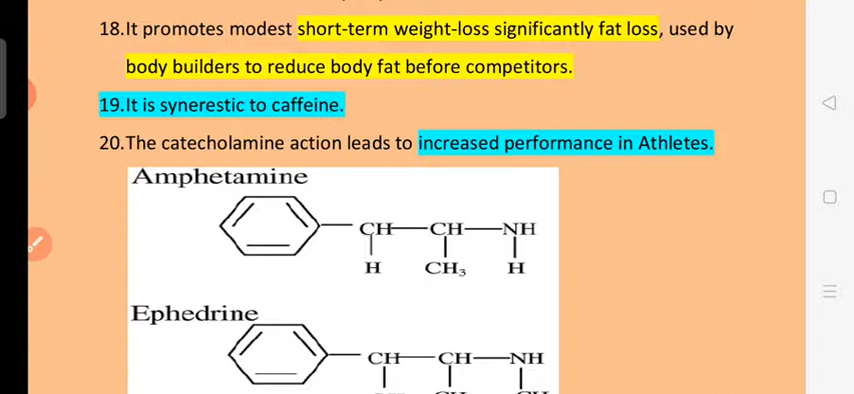 18.It promotes modest short-term weight-loss significantly fat loss, used by
body builders to reduce body fat before competitors.
19.It is synerestic to caffeine.
20.The catecholamine action leads to increased performance in Athletes.
Amphetamine
CH CH NH
H CH₃ H
Ephedrine
CH CH NH